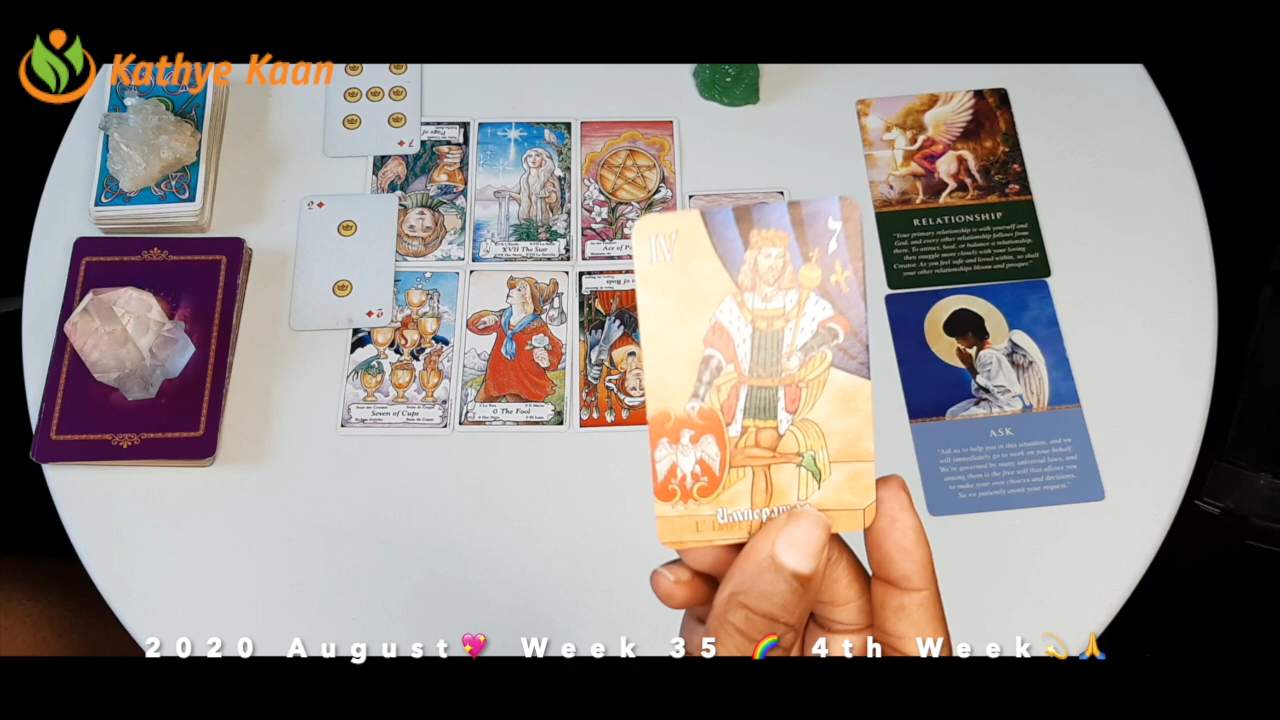 Kathye Kaan
7
2
2
XVII The Star
Ace of
IV
Император
RELATIONSHIP
"Your primary relationship is with yourself and
God, and every other relationship follows from
there. To attract, heal, or balance a relationship,
then snuggle more closely with your loving
Creator. As you feel safe and loved within, so shall
your other relationships bloom and prosper."
Seven of Cups
0 The Fool
ASK
"Ask us to help you in this situation, and we
will immediately go to work on your behalf.
We're governed by many universal laws, and
among them is the free will that allows you
to make your own choices and decisions.
So we patiently await your request."
2020 August💖 Week 35 🌈 4th Week💫🙏